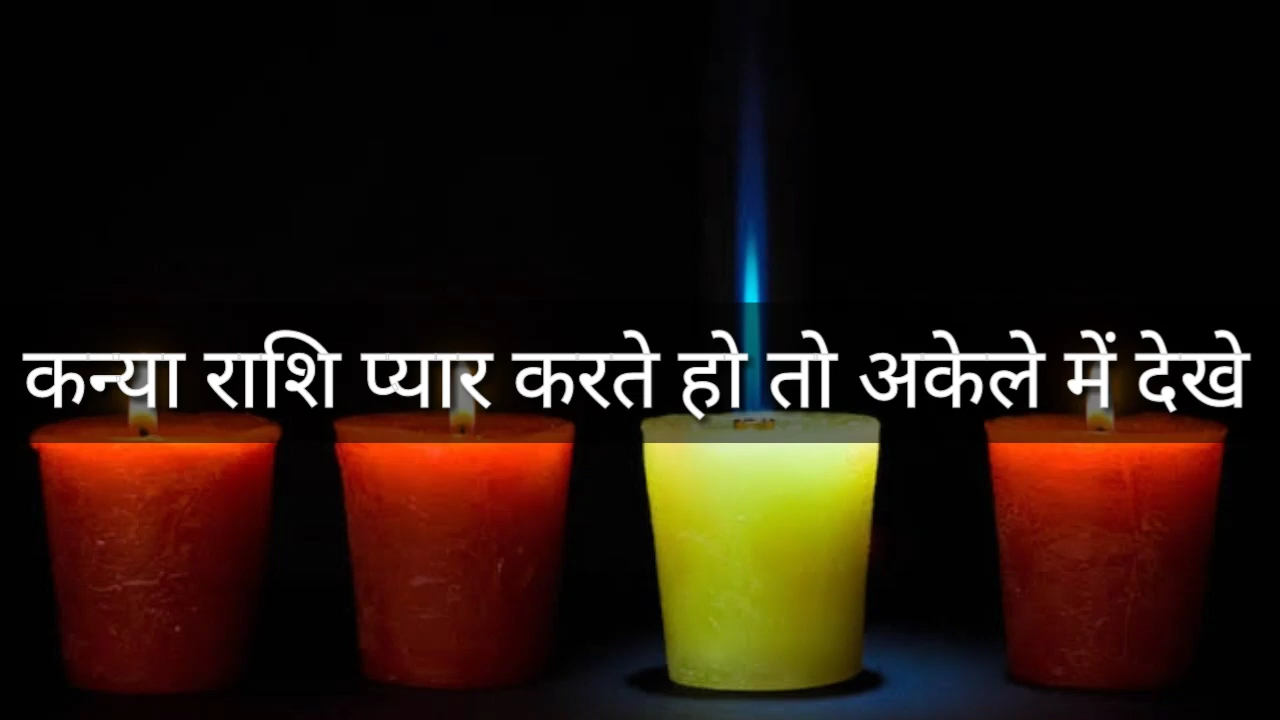 कन्या राशि प्यार करते हो तो अकेले में देखे